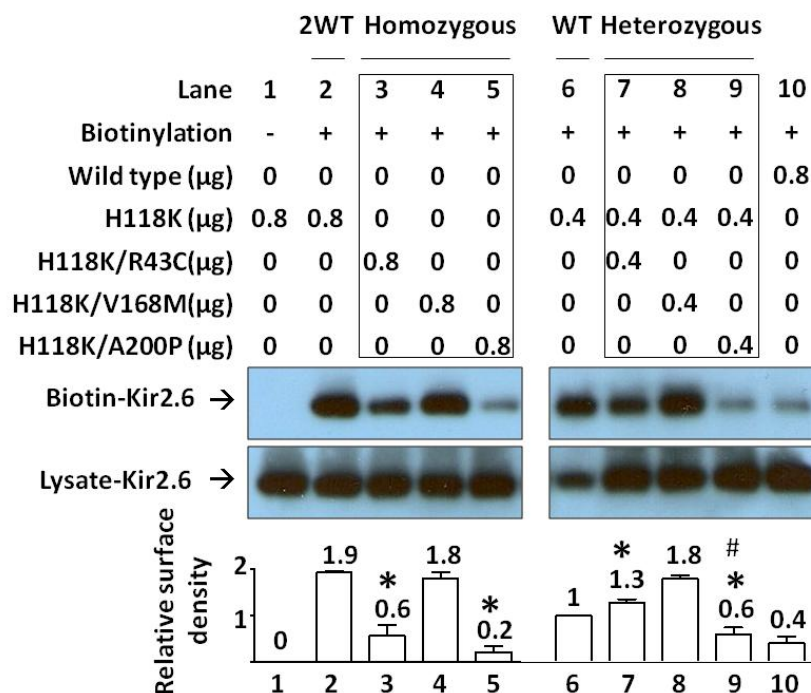 2WT Homozygous WT Heterozygous
Lane 1 2 3 4 5 6 7 8 9 10
Biotinylation - + + + + + + + + +
Wild type (µg) 0 0 0 0 0 0 0 0 0 0.8
H118K (µg) 0.8 0.8 0 0 0 0.4 0.4 0.4 0.4 0
H118K/R43C(µg) 0 0 0.8 0 0 0 0.4 0 0 0
H118K/V168M(µg) 0 0 0 0.8 0 0 0 0.4 0 0
H118K/A200P (µg) 0 0 0 0 0.8 0 0 0 0.4 0
Biotin-Kir2.6 →
Lysate-Kir2.6 →
Relative surface
density
2
1
0 1.9 * 0.6 1.8 * 0.2 1 * 1.3 1.8 # * 0.6 0.4
1 2 3 4 5 6 7 8 9 10